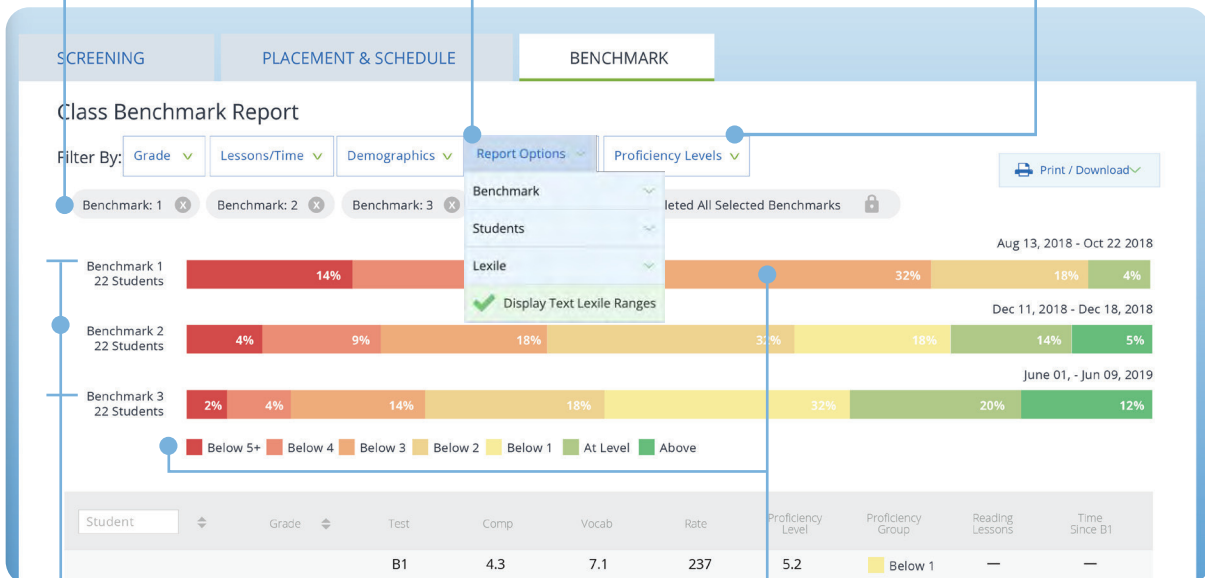 SCREENING PLACEMENT & SCHEDULE BENCHMARK
Class Benchmark Report
Filter By: Grade Lessons/Time Demographics Report Options Proficiency Levels
Print / Download
Benchmark: 1 Benchmark: 2 Benchmark: 3 All Selected Benchmarks
Benchmark
Students
Lexile
Display Text Lexile Ranges
Aug 13, 2018 - Oct 22 2018
Benchmark 1
22 Students
14% 32% 18% 4%
Dec 11, 2018 - Dec 18, 2018
Benchmark 2
22 Students
4% 9% 18% 32% 18% 14% 5%
June 01, - Jun 09, 2019
Benchmark 3
22 Students
2% 4% 14% 18% 32% 20% 12%
Below 5+ Below 4 Below 3 Below 2 Below 1 At Level Above
Student Grade Test Comp Vocab Rate Proficiency Level Proficiency Group Reading Lessons Time Since B1
B1 4.3 7.1 237 5.2 Below 1 — —